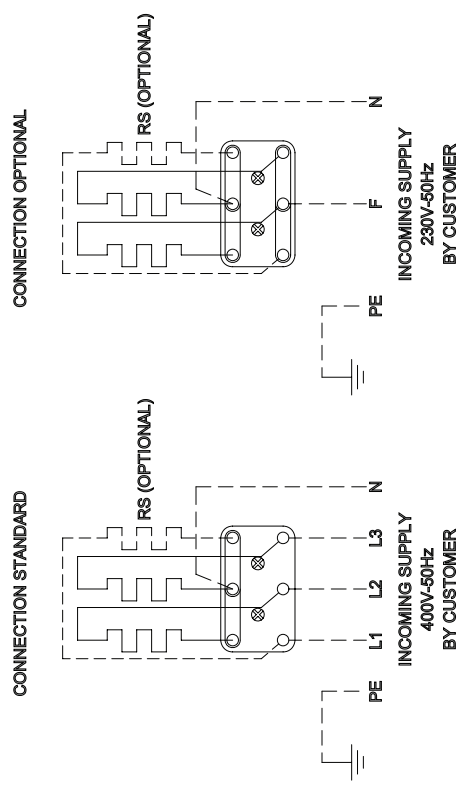 CONNECTION STANDARD
RS (OPTIONAL)
PE
L1
L2
L3
N
INCOMING SUPPLY
400V-50Hz
BY CUSTOMER
CONNECTION OPTIONAL
RS (OPTIONAL)
PE
F
N
INCOMING SUPPLY
230V-50Hz
BY CUSTOMER